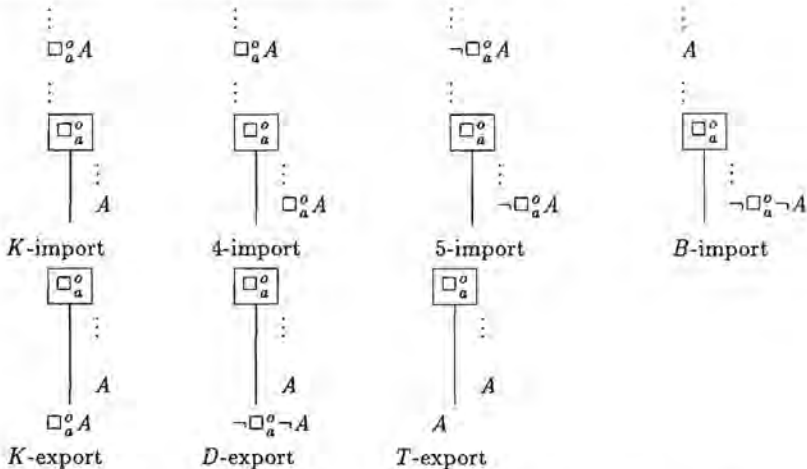 ⋮ ⋮ ⋮ ⋮
□ₐᵒA □ₐᵒA ¬□ₐᵒA A
⋮ ⋮ ⋮ ⋮
□ₐᵒ □ₐᵒ □ₐᵒ □ₐᵒ
⋮ ⋮ ⋮ ⋮
A □ₐᵒA ¬□ₐᵒA ¬□ₐᵒ¬A
K-import 4-import 5-import B-import
□ₐᵒ □ₐᵒ □ₐᵒ
⋮ ⋮ ⋮
A A A
□ₐᵒA ¬□ₐᵒ¬A A
K-export D-export T-export